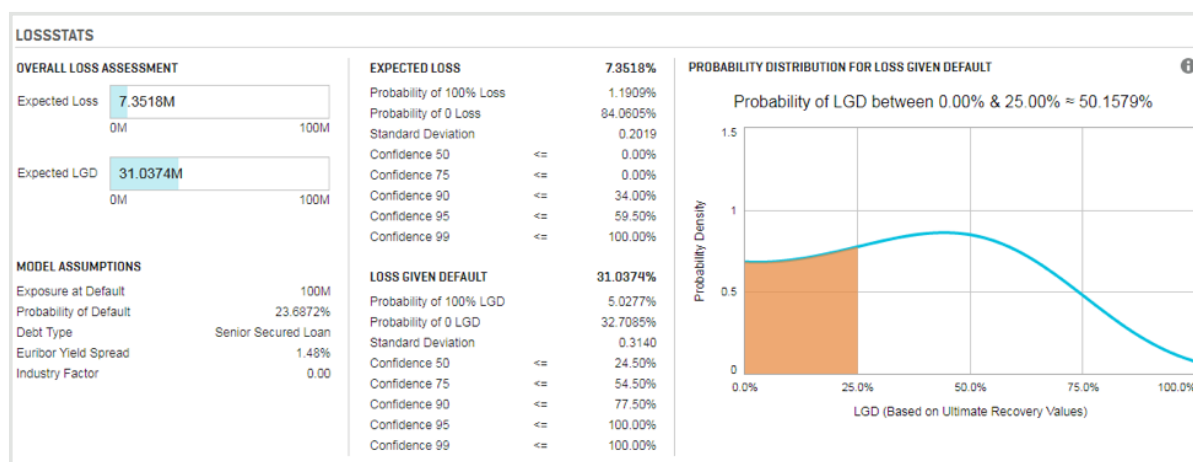 LOSSSTATS
OVERALL LOSS ASSESSMENT
Expected Loss 7.3518M
0M 100M
Expected LGD 31.0374M
0M 100M
MODEL ASSUMPTIONS
Exposure at Default 100M
Probability of Default 23.6872%
Debt Type Senior Secured Loan
Euribor Yield Spread 1.48%
Industry Factor 0.00
EXPECTED LOSS 7.3518%
Probability of 100% Loss 1.1909%
Probability of 0 Loss 84.0605%
Standard Deviation 0.2019
Confidence 50 <= 0.00%
Confidence 75 <= 0.00%
Confidence 90 <= 34.00%
Confidence 95 <= 59.50%
Confidence 99 <= 100.00%
LOSS GIVEN DEFAULT 31.0374%
Probability of 100% LGD 5.0277%
Probability of 0 LGD 32.7085%
Standard Deviation 0.3140
Confidence 50 <= 24.50%
Confidence 75 <= 54.50%
Confidence 90 <= 77.50%
Confidence 95 <= 100.00%
Confidence 99 <= 100.00%
PROBABILITY DISTRIBUTION FOR LOSS GIVEN DEFAULT
Probability of LGD between 0.00% & 25.00% ≈ 50.1579%
Probability Density
1.5
1
0.5
0
0.0% 25.0% 50.0% 75.0% 100.0%
LGD (Based on Ultimate Recovery Values)